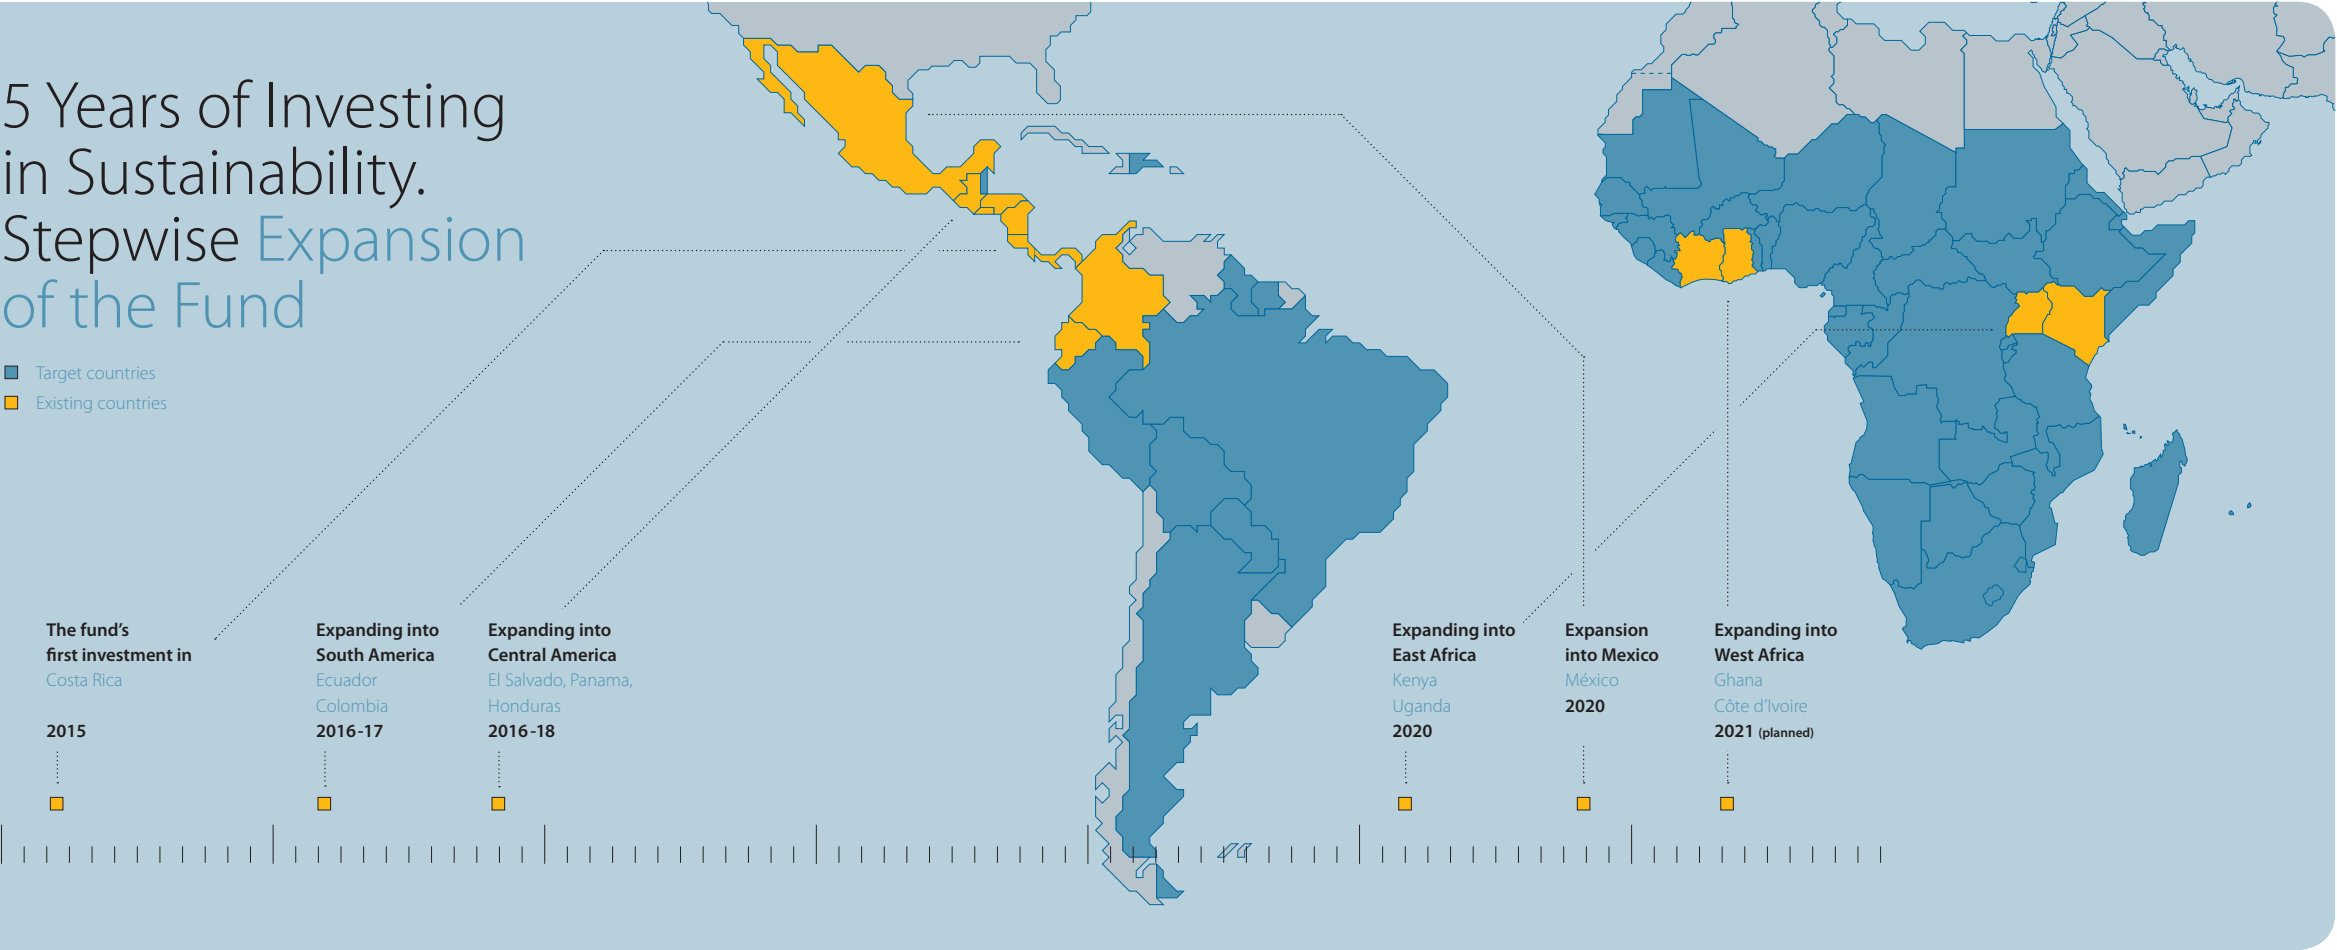 5 Years of Investing
in Sustainability.
Stepwise Expansion
of the Fund
Target countries
Existing countries
The fund's
first investment in
Costa Rica
2015
Expanding into
South America
Ecuador
Colombia
2016-17
Expanding into
Central America
El Salvado, Panama,
Honduras
2016-18
Expanding into
East Africa
Kenya
Uganda
2020
Expansion
into Mexico
México
2020
Expanding into
West Africa
Ghana
Côte d'Ivoire
2021 (planned)